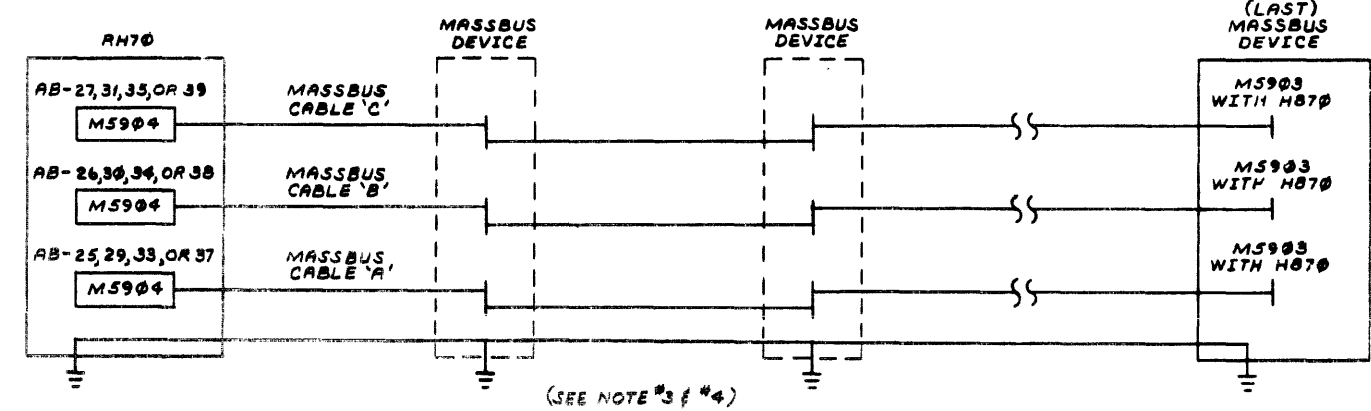 RH7Ø
MASSBUS
DEVICE
MASSBUS
DEVICE
(LAST)
MASSBUS
DEVICE
AB-27,31,35,OR 39
M59Ø4
MASSBUS
CABLE 'C'
M59Ø3
WITH H87Ø
AB-26,3Ø,34,OR 38
M59Ø4
MASSBUS
CABLE 'B'
M59Ø3
WITH H87Ø
AB-25,29,33,OR 37
M59Ø4
MASSBUS
CABLE 'A'
M59Ø3
WITH H87Ø
(SEE NOTE #3 & #4)